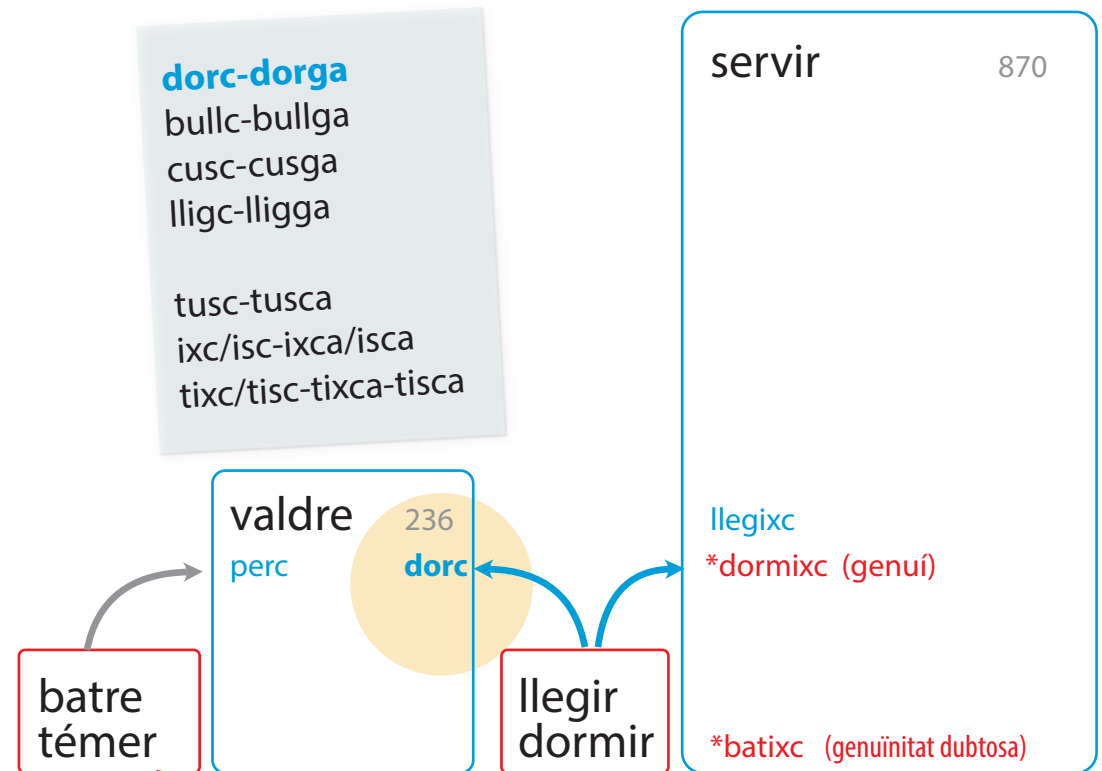 dorc-dorga
bullc-bullga
cusc-cusga
lligc-lligga
tusc-tusca
ixc/isc-ixca/isca
tixc/tisc-tixca-tisca
servir 870
valdre 236
perc dorc
llegixc
*dormixc (genuí)
batre
témer
llegir
dormir
*batixc (genuïnitat dubtosa)